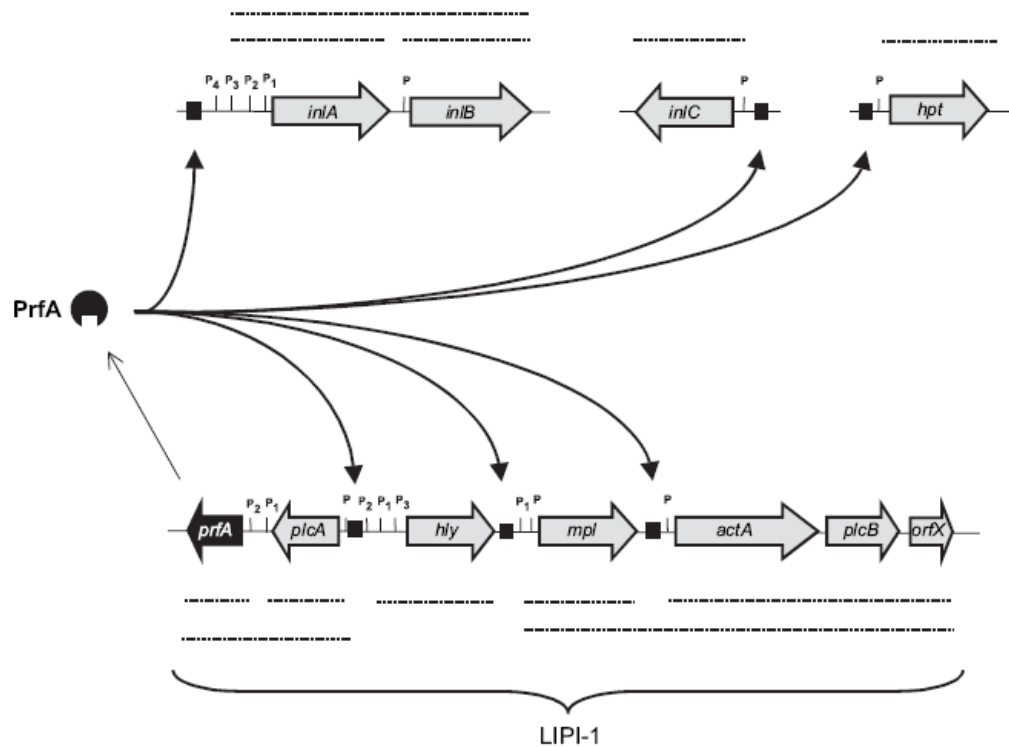 P4 P3 P2 P1 P P P
inlA inlB inlC hpt
PrfA
P2 P1 P P2 P1 P3 P1 P P
prfA plcA hly mpl actA plcB orfX
LIPI-1